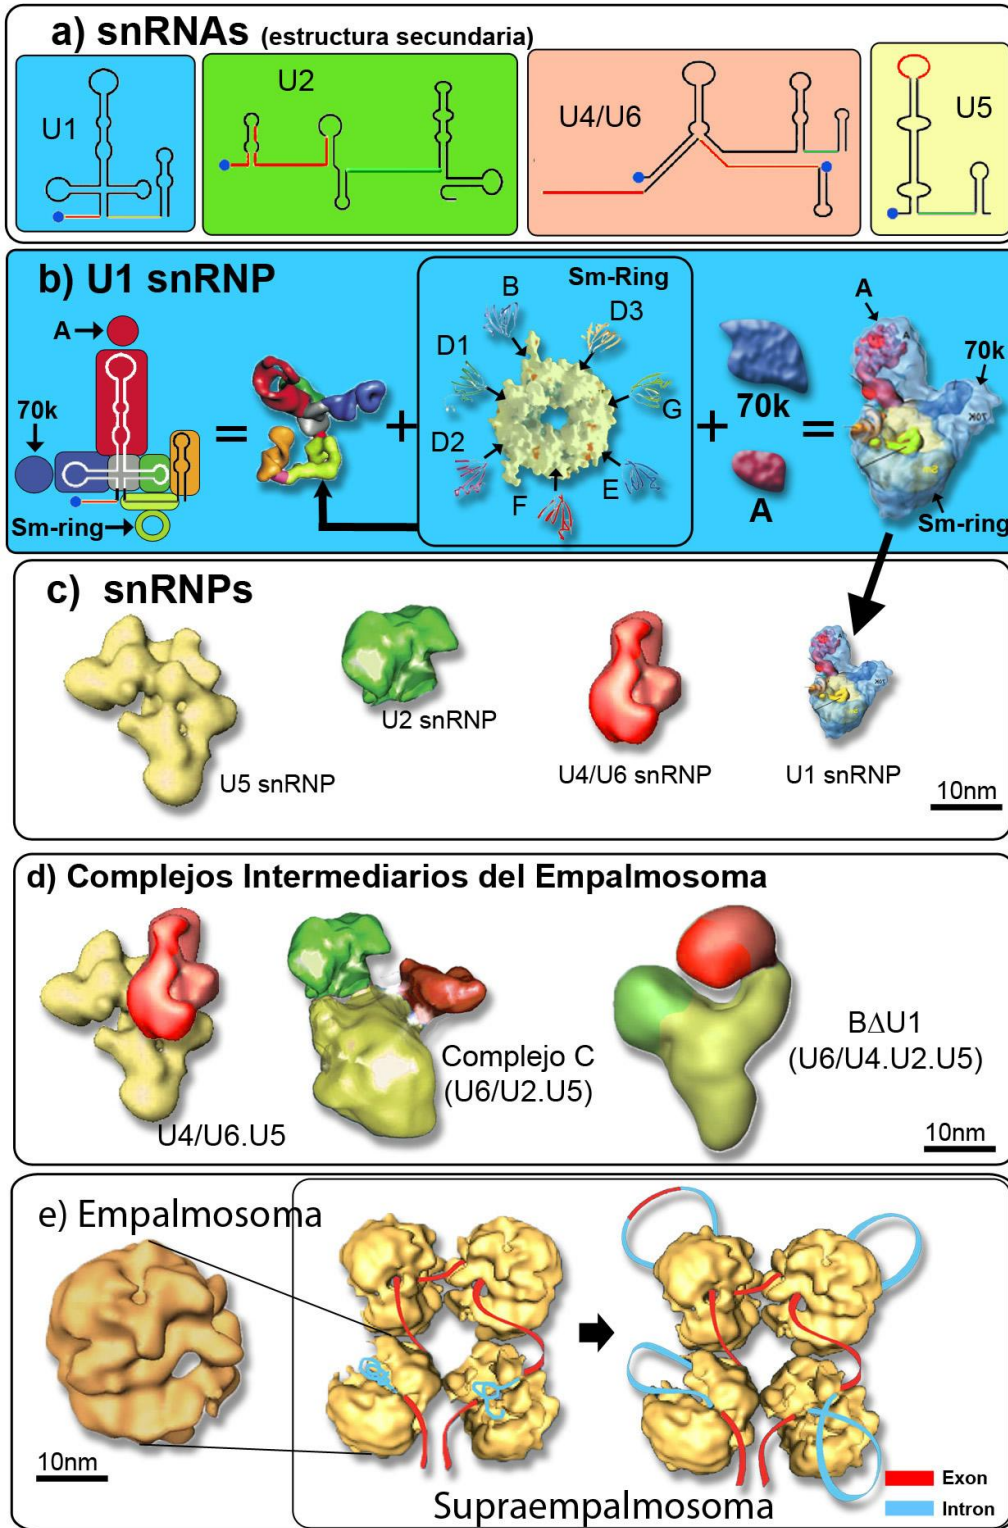 a) snRNAs (estructura secundaria)
U1
U2
U4/U6
U5
b) U1 snRNP
A
70k
Sm-ring
=
+
Sm-Ring
B
D3
D1
G
D2
E
F
+
70k
A
=
A
70k
A
70K
Sm-ring
c) snRNPs
U5 snRNP
U2 snRNP
U4/U6 snRNP
U1 snRNP
10nm
d) Complejos Intermediarios del Empalmosoma
U4/U6.U5
Complejo C
(U6/U2.U5)
BΔU1
(U6/U4.U2.U5)
10nm
e) Empalmosoma
10nm
Supraempalmosoma
Exon
Intron